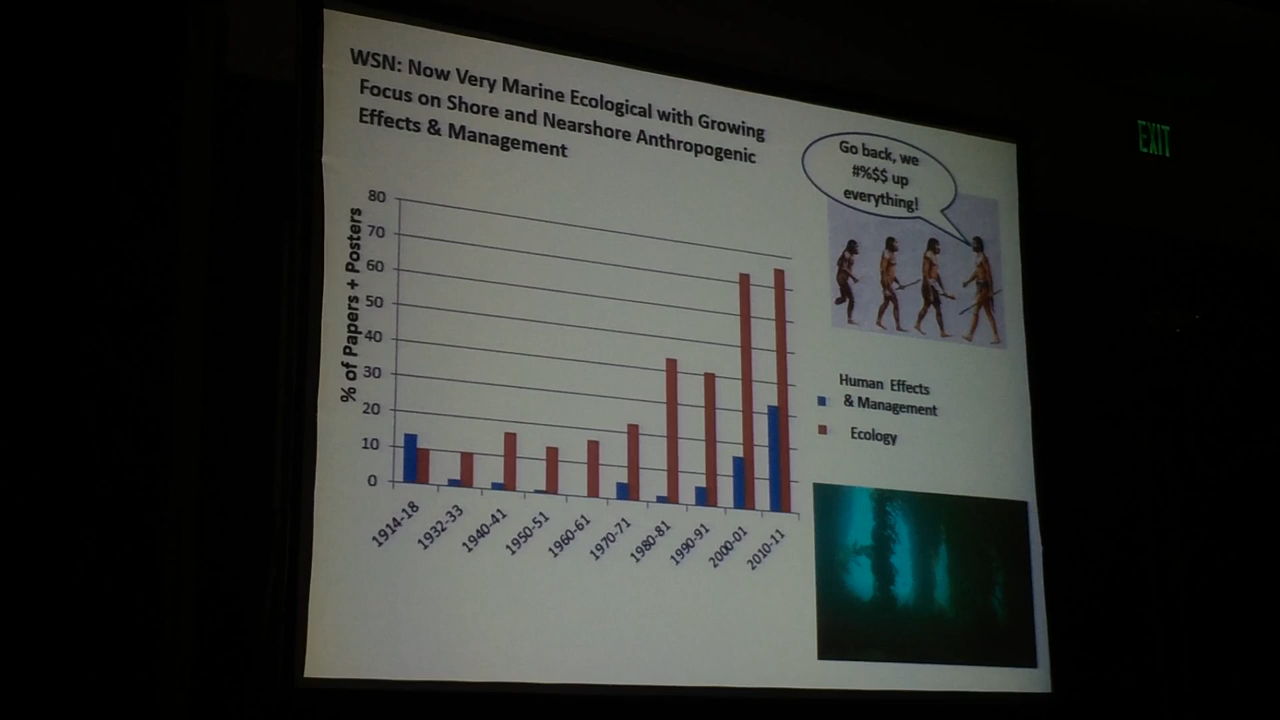 WSN: Now Very Marine Ecological with Growing
Focus on Shore and Nearshore Anthropogenic
Effects & Management
Go back, we
#%$$ up
everything!
EXIT
% of Papers + Posters
80
70
60
50
40
30
20
10
0
1914-18
1932-33
1940-41
1950-51
1960-61
1970-71
1980-81
1990-91
2000-01
2010-11
Human Effects
& Management
Ecology